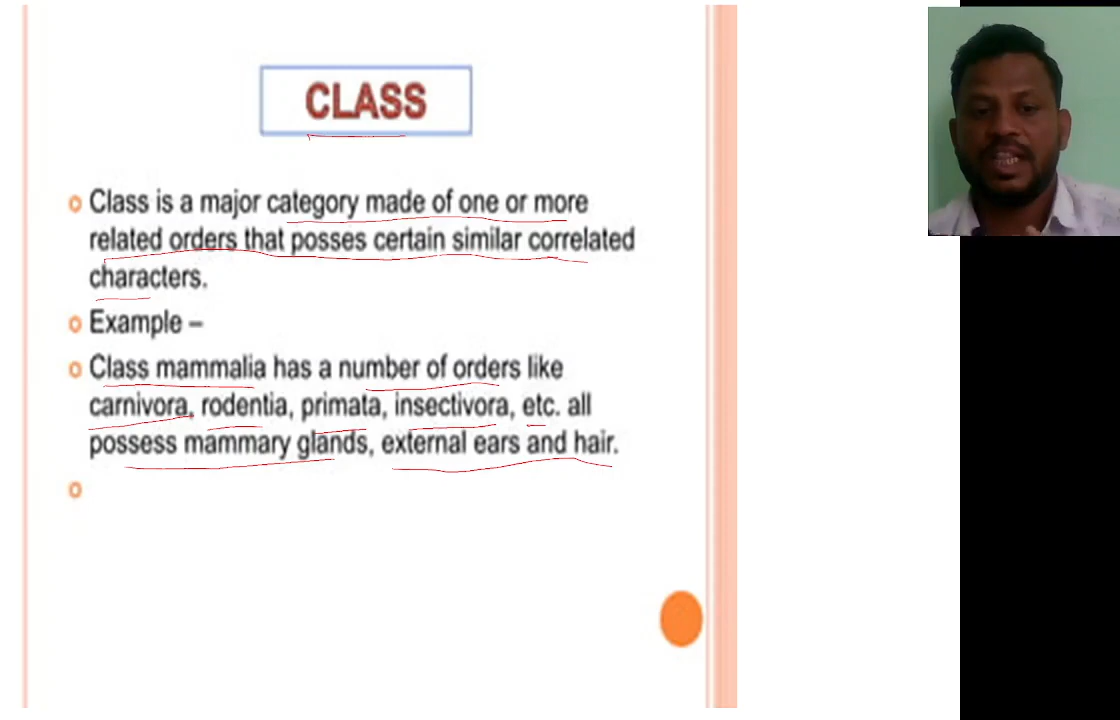 CLASS
Class is a major category made of one or more
related orders that posses certain similar correlated
characters.
Example –
Class mammalia has a number of orders like
carnivora, rodentia, primata, insectivora, etc. all
possess mammary glands, external ears and hair.